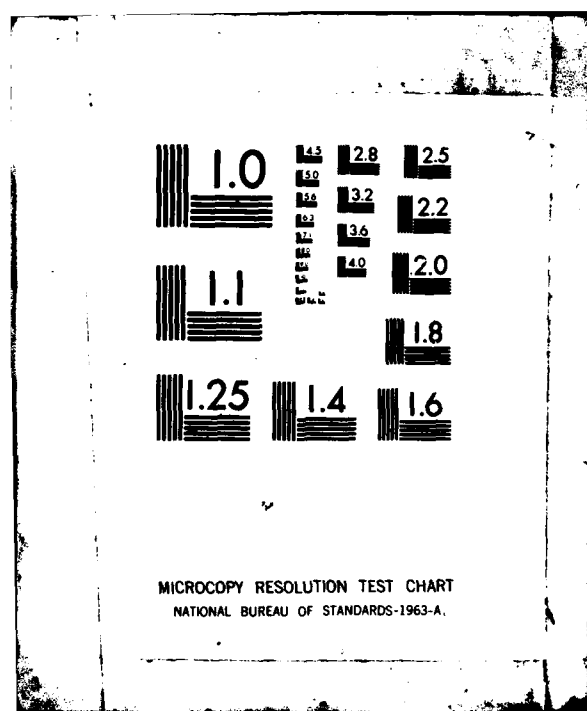 1.0
4.5 2.8 2.5
5.0
5.6 3.2 2.2
6.3
7.1 3.6
4.0 2.0
1.1
1.8
1.25 1.4 1.6
MICROCOPY RESOLUTION TEST CHART
NATIONAL BUREAU OF STANDARDS-1963-A